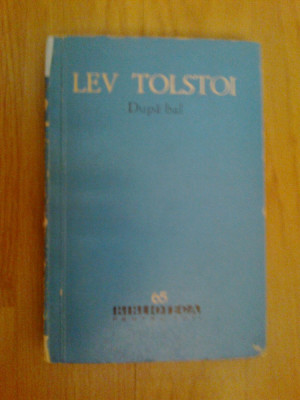 LEV TOLSTOI
După bal
65
BIBLIOTECA